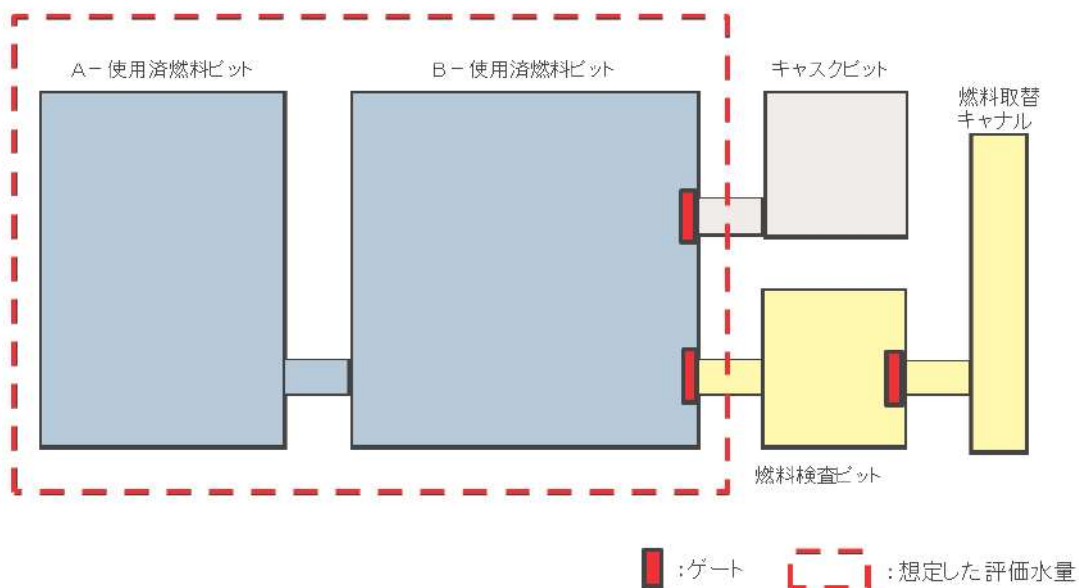 A－使用済燃料ピット
B－使用済燃料ピット
キャスクピット
燃料取替
キャナル
燃料検査ピット
:ゲート
:想定した評価水量